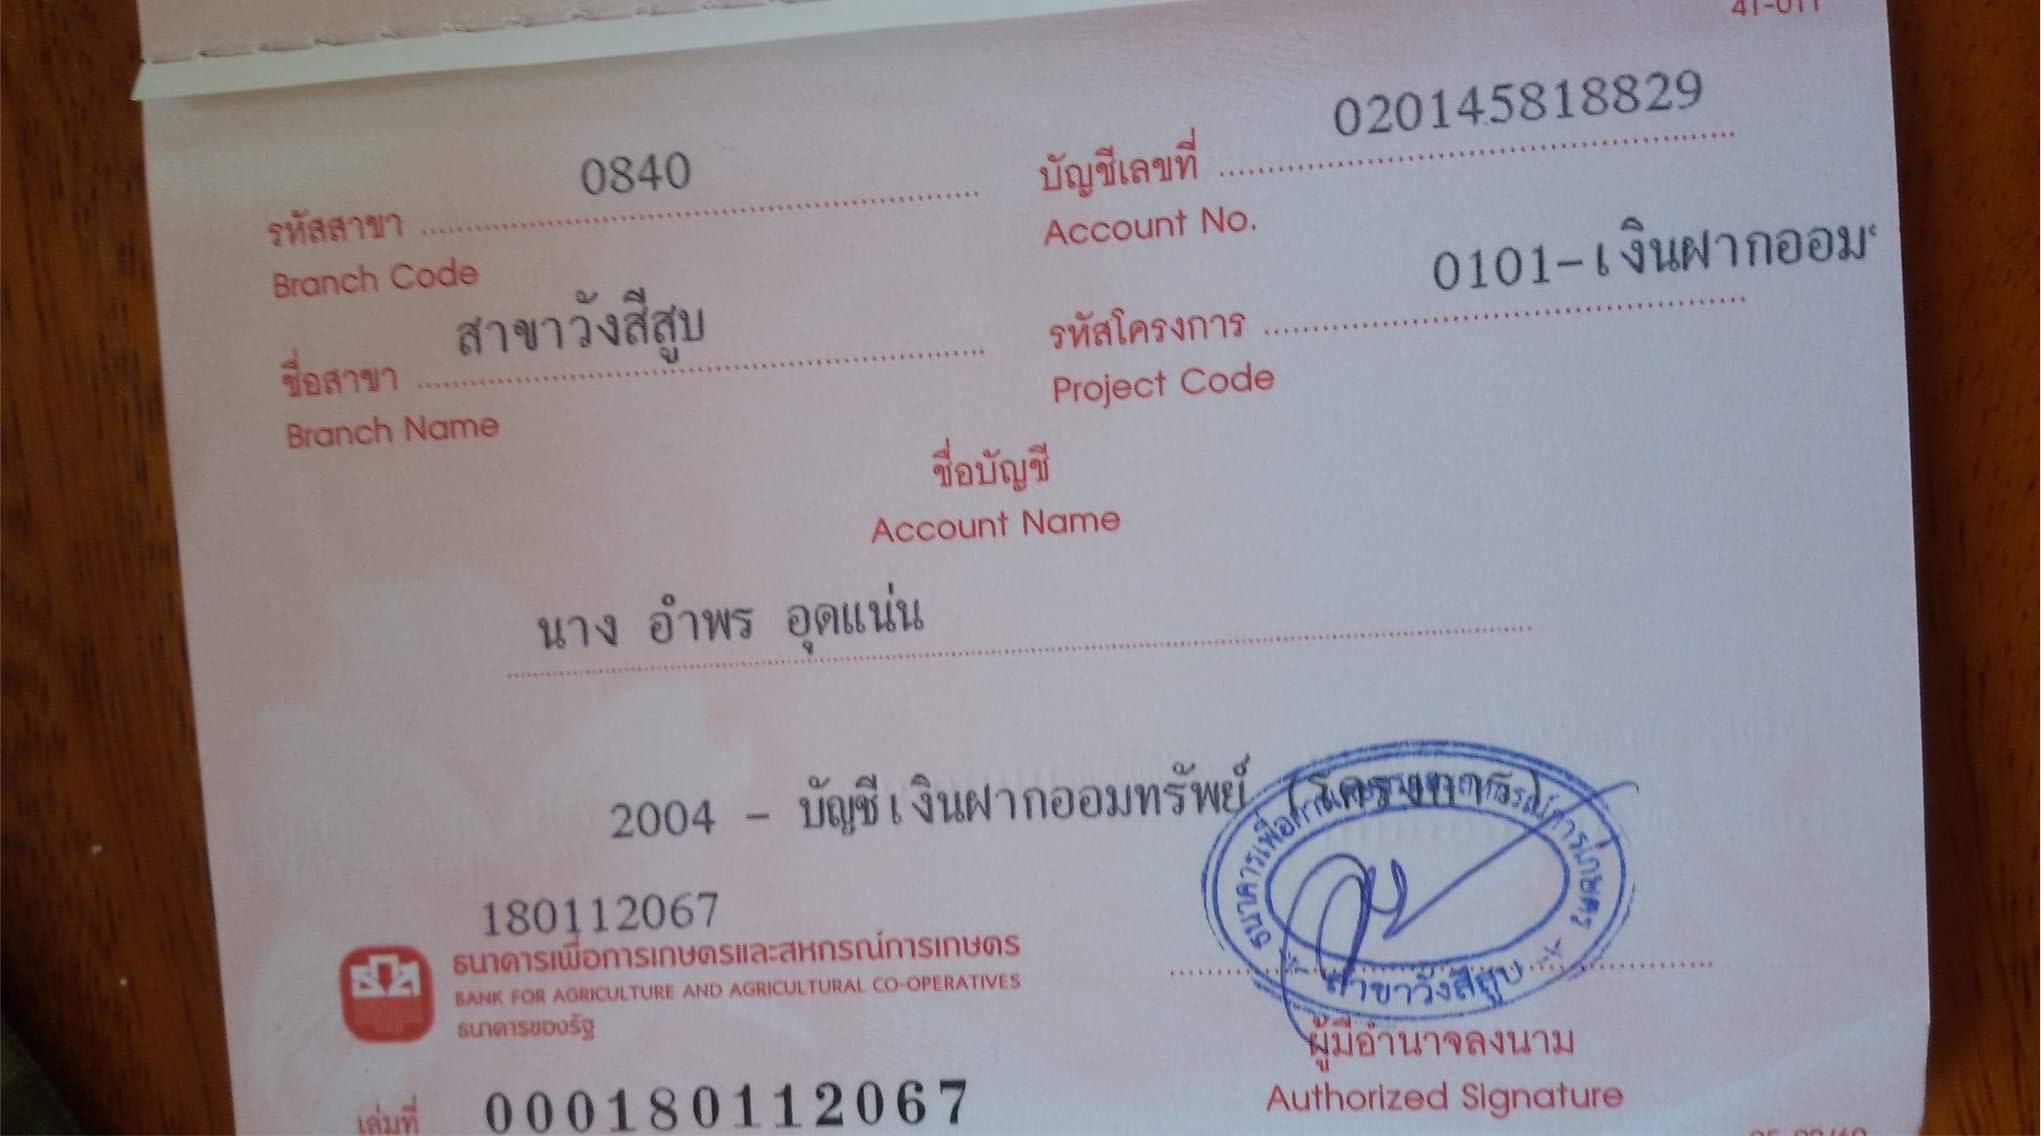 41-011
0840
020145818829
รหัสสาขา
บัญชีเลขที่
Branch Code
Account No.
สาขาวังสีสูบ
0101-เงินฝากออม
ชื่อสาขา
รหัสโครงการ
Branch Name
Project Code
ชื่อบัญชี
Account Name
นาง อำพร อุดแน่น
2004 - บัญชีเงินฝากออมทรัพย์ (โครงการ)
180112067
ธนาคารเพื่อการเกษตรและสหกรณ์การเกษตร
BANK FOR AGRICULTURE AND AGRICULTURAL CO-OPERATIVES
ธนาคารของรัฐ
ธนาคารเพื่อการเกษตรและสหกรณ์การเกษตร
สาขาวังสีสูบ
ผู้มีอำนาจลงนาม
Authorized Signature
เล่มที่ 000180112067